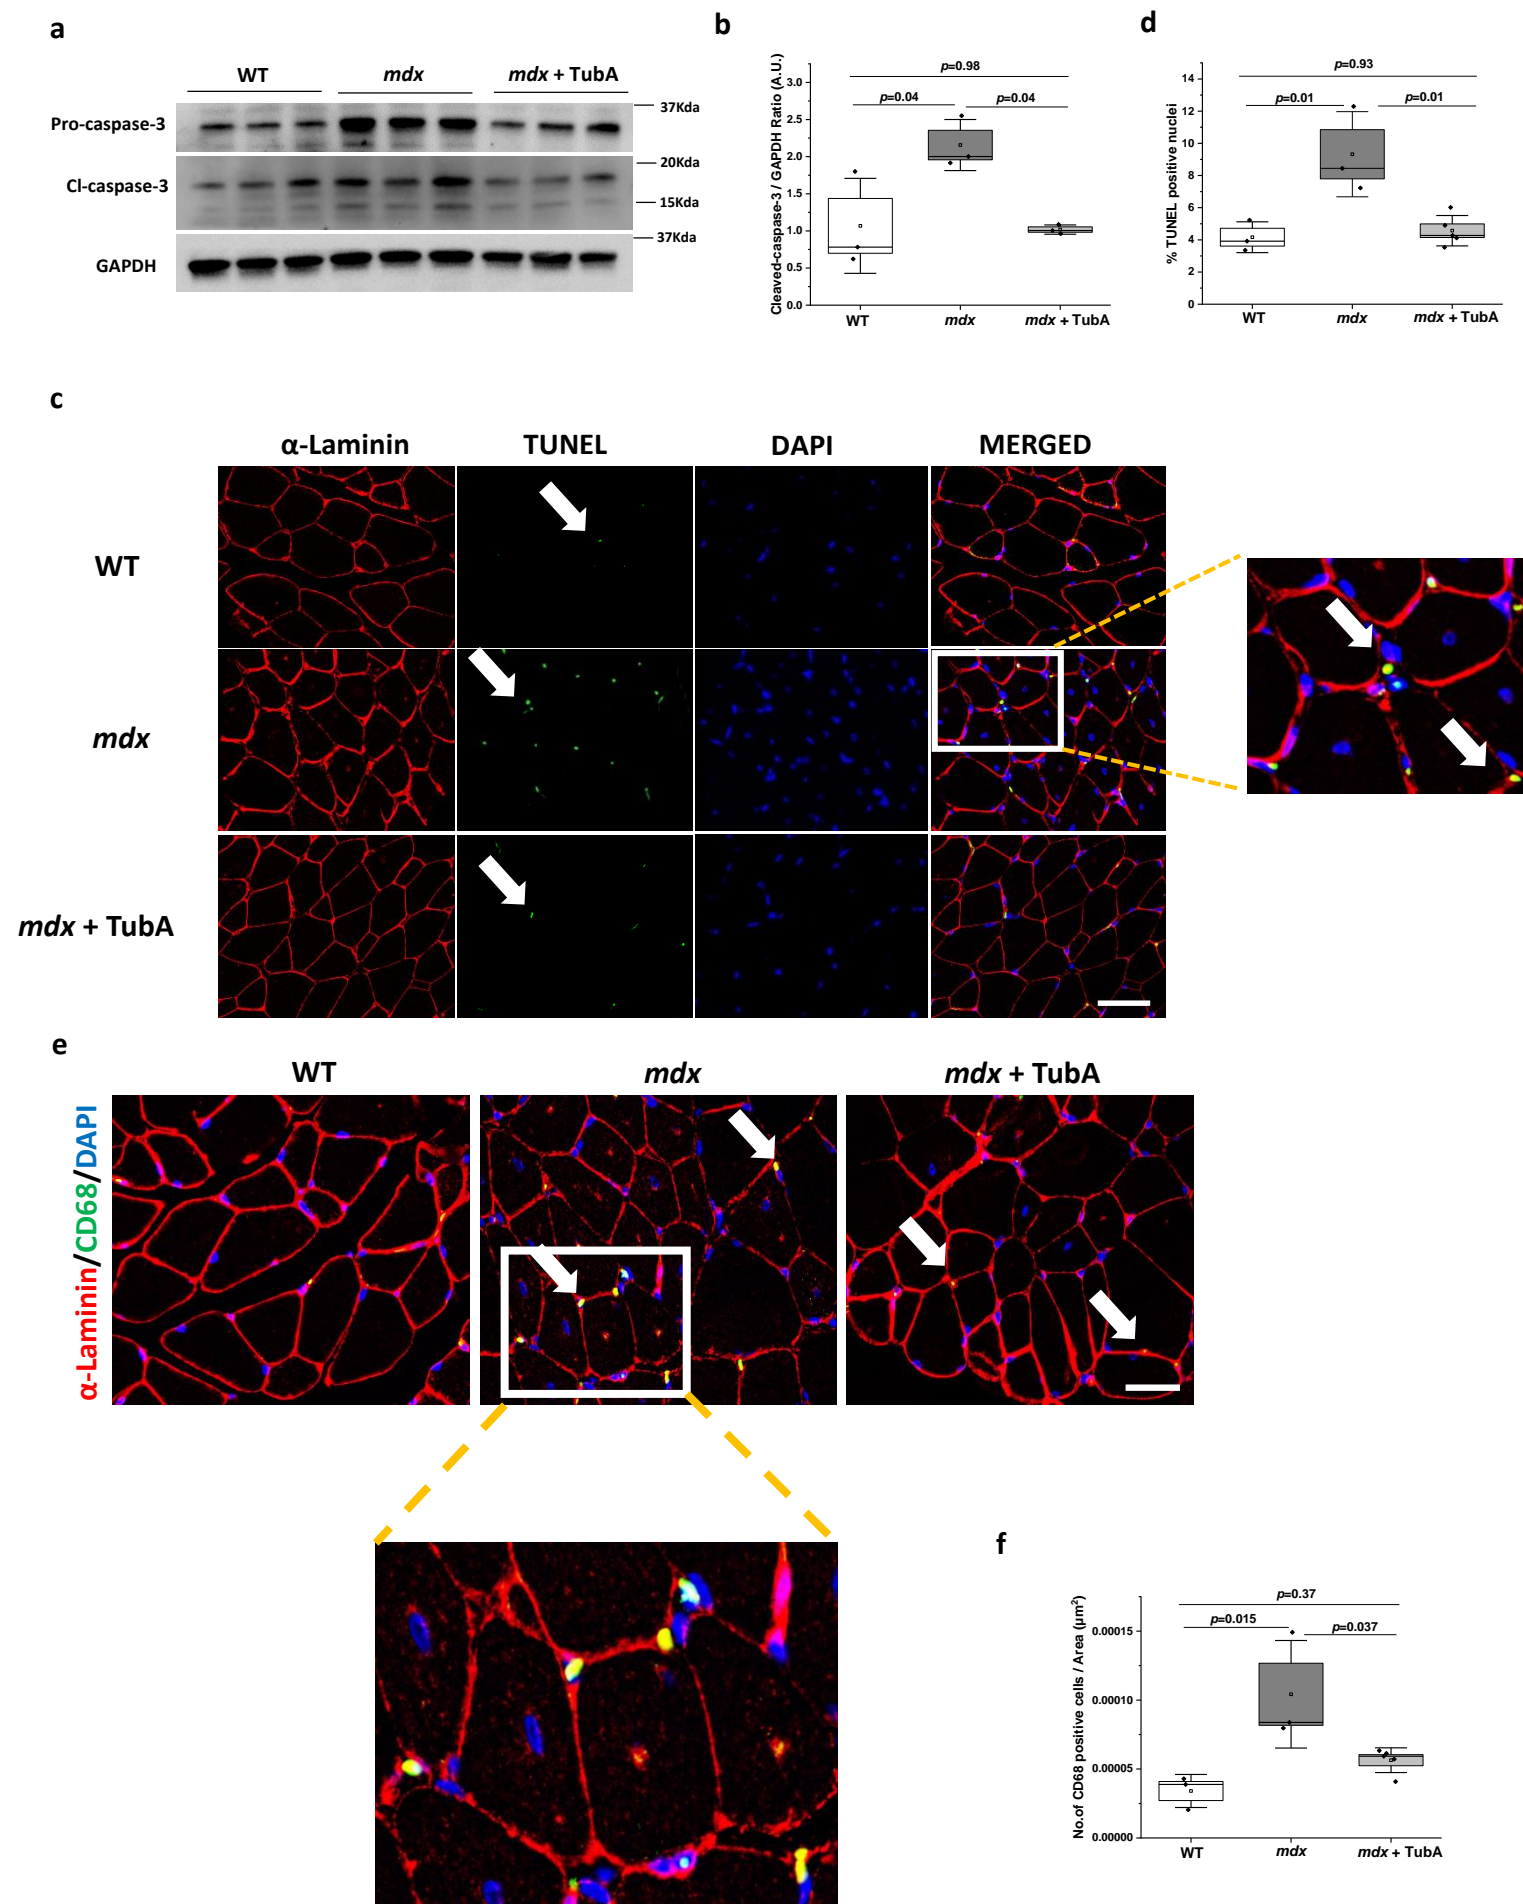 a
WT
mdx
mdx + TubA
Pro-caspase-3
37Kda
Cl-caspase-3
20Kda
15Kda
GAPDH
37Kda
b
Cleaved-caspase-3 / GAPDH Ratio (A.U.)
3.0
2.5
2.0
1.5
1.0
0.5
0.0
p=0.98
p=0.04
p=0.04
WT
mdx
mdx + TubA
d
% TUNEL positive nuclei
14
12
10
8
6
4
2
0
p=0.93
p=0.01
p=0.01
WT
mdx
mdx + TubA
c
α-Laminin
TUNEL
DAPI
MERGED
WT
mdx
mdx + TubA
e
WT
mdx
mdx + TubA
α-Laminin/CD68/DAPI
f
No.of CD68 positive cells / Area (μm²)
0.00015
0.00010
0.00005
0.00000
p=0.37
p=0.015
p=0.037
WT
mdx
mdx + TubA